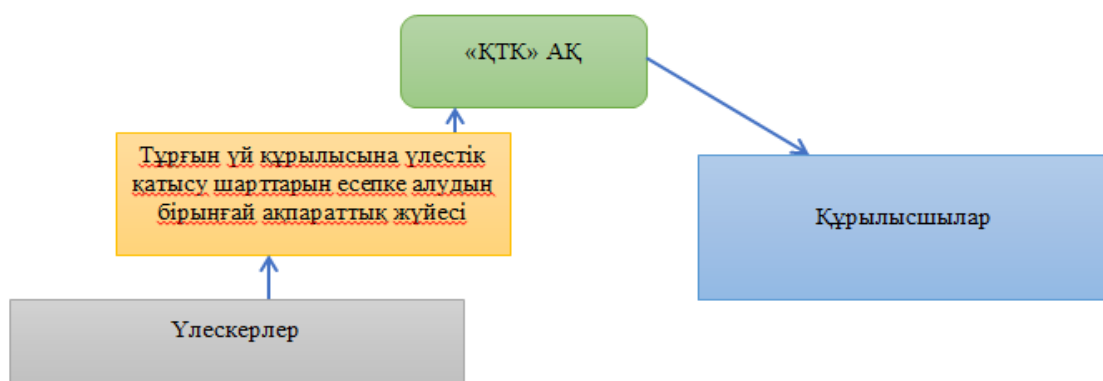 «ҚТК» АҚ
Тұрғын үй құрылысына үлестік
қатысу шарттарын есепке алудың
бірыңғай ақпараттық жүйесі
Құрылысшылар
Үлескерлер